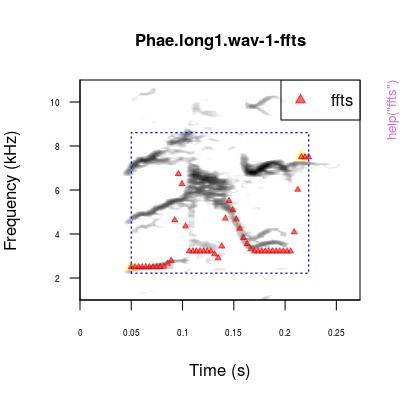 Phae.long1.wav-1-ffts
ffts
help("ffts")
Frequency (kHz)
10
8
6
4
2
0 0.05 0.1 0.15 0.2 0.25
Time (s)